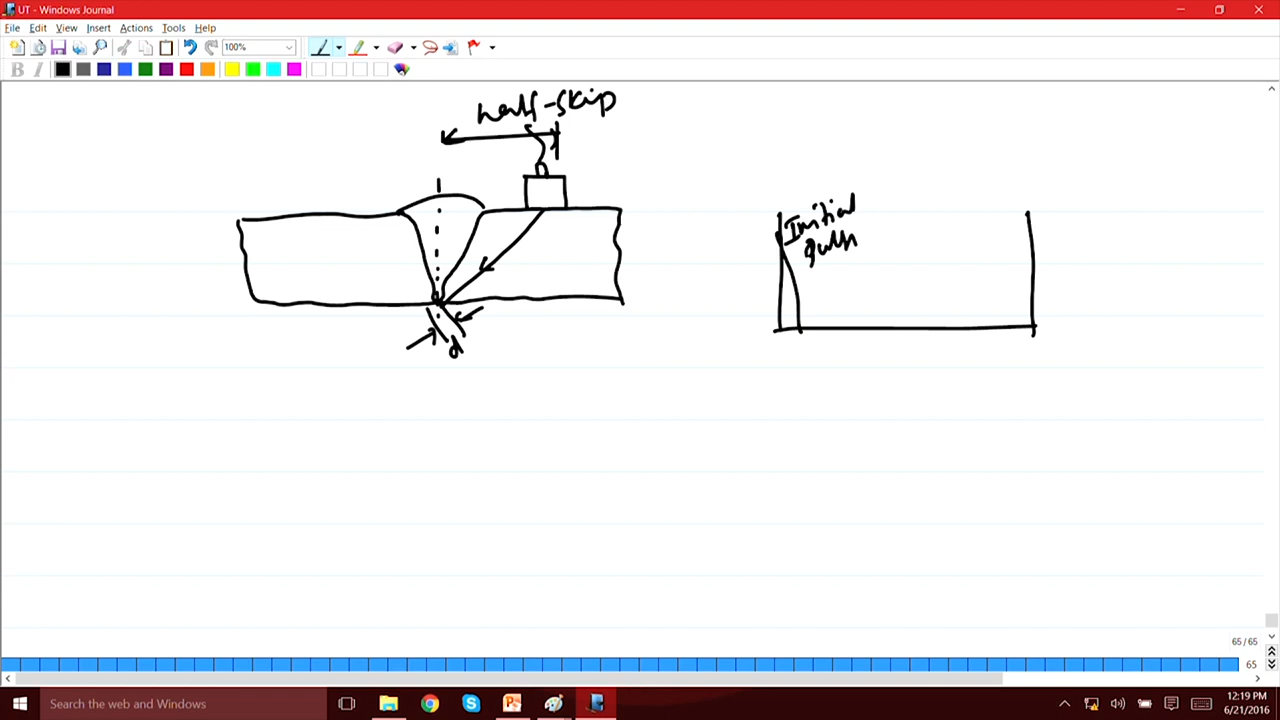 UT - Windows Journal
File Edit View Insert Actions Tools Help
100%
B I
half-skip
Initial
pulse
d
65 / 65
65
Search the web and Windows
12:19 PM
6/21/2016